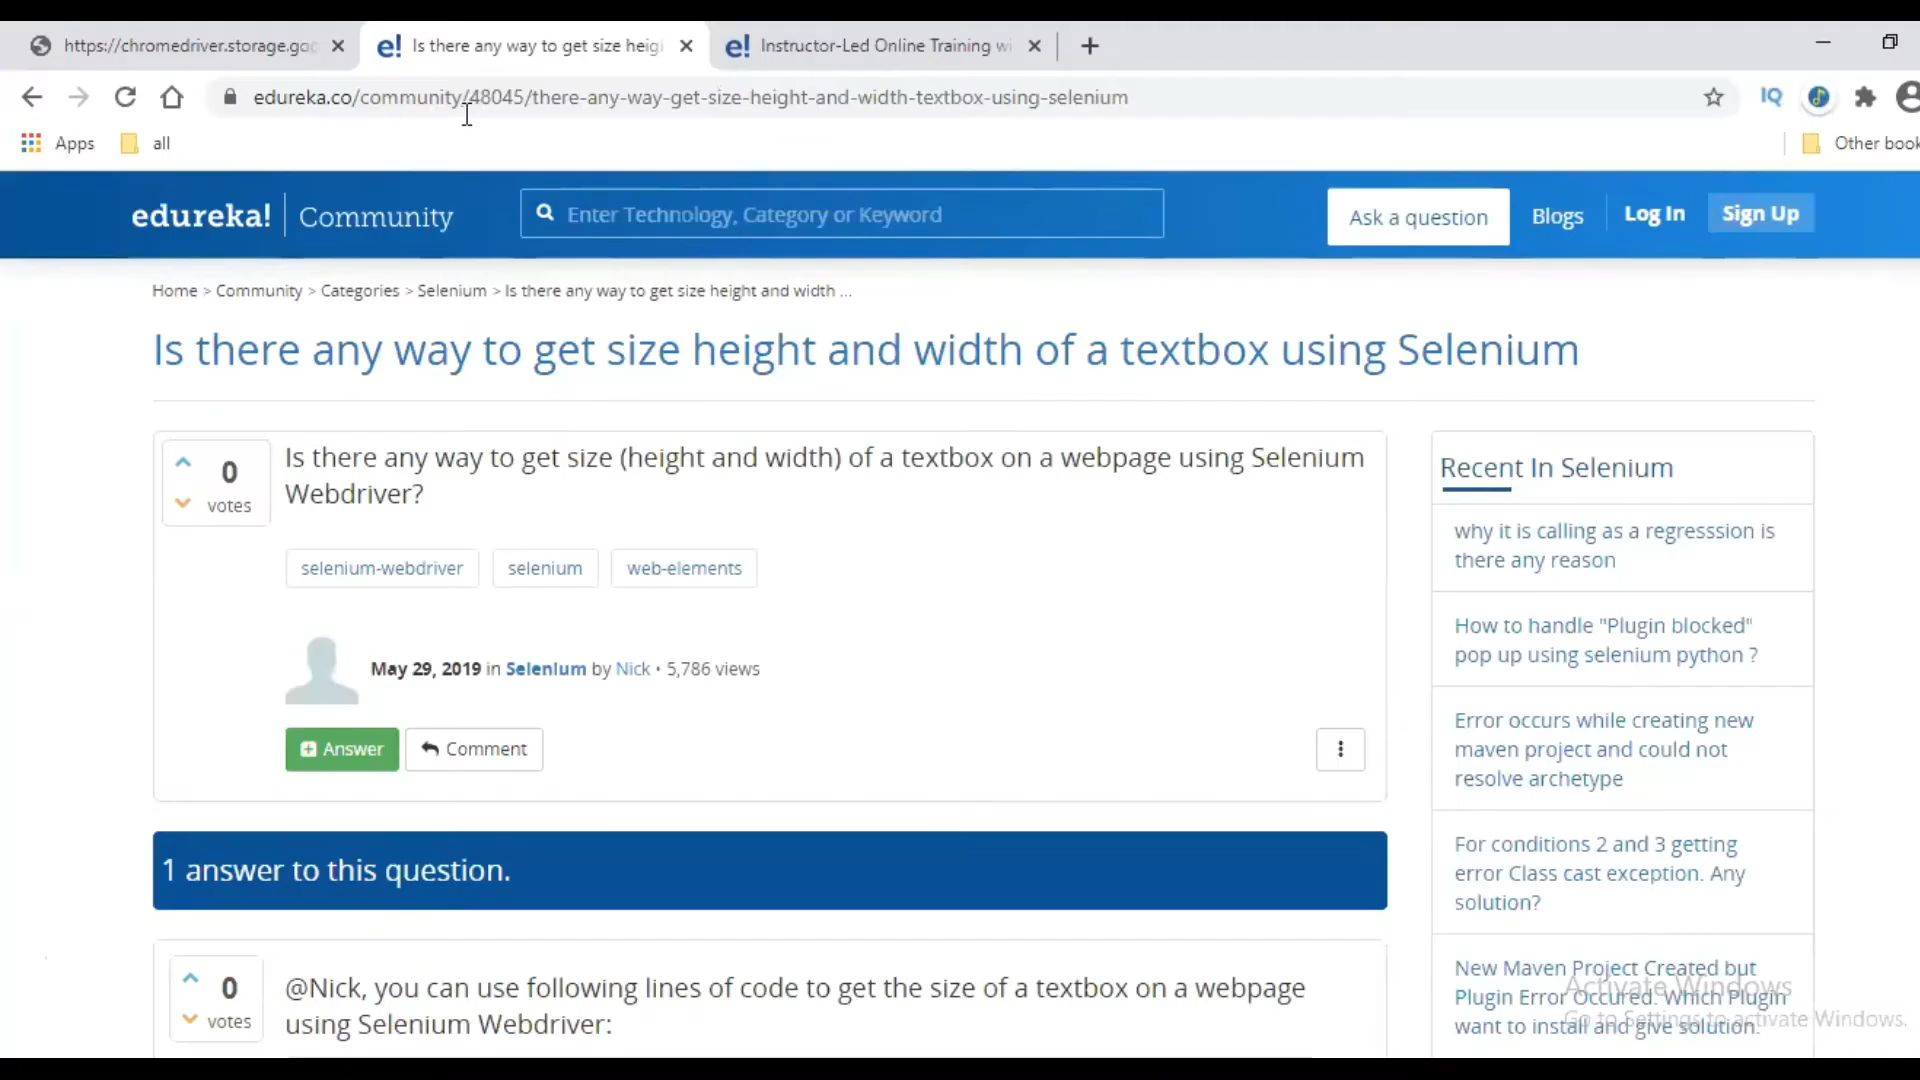 https://chromedriver.storage.goo
Is there any way to get size heig
Instructor-Led Online Training wi
edureka.co/community/48045/there-any-way-get-size-height-and-width-textbox-using-selenium
IQ
Apps
all
Other book
edureka!
Community
Enter Technology, Category or Keyword
Ask a question
Blogs
Log In
Sign Up
Home > Community > Categories > Selenium > Is there any way to get size height and width ...
Is there any way to get size height and width of a textbox using Selenium
0
votes
Is there any way to get size (height and width) of a textbox on a webpage using Selenium
Webdriver?
selenium-webdriver
selenium
web-elements
May 29, 2019 in Selenium by Nick • 5,786 views
Answer
Comment
1 answer to this question.
0
votes
@Nick, you can use following lines of code to get the size of a textbox on a webpage
using Selenium Webdriver:
Recent In Selenium
why it is calling as a regresssion is
there any reason
How to handle "Plugin blocked"
pop up using selenium python ?
Error occurs while creating new
maven project and could not
resolve archetype
For conditions 2 and 3 getting
error Class cast exception. Any
solution?
New Maven Project Created but
Plugin Error Occured. Which Plugin
want to install and give solution.
Activate Windows
Go to Settings to activate Windows.